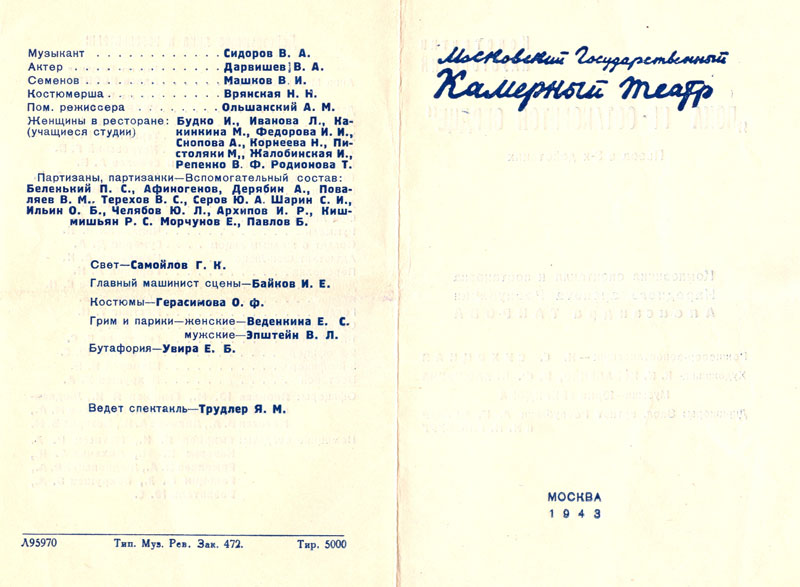 Музыкант . . . . . . . . . . . Сидоров В. А.
Актер . . . . . . . . . . . . . Дарвишев В. А.
Семенов . . . . . . . . . . . . Машков В. И.
Костюмерша . . . . . . . . . . Врянская Н. Н.
Пом. режиссера . . . . . . . . Ольшанский А. М.
Женщины в ресторане: Будко И., Иванова Л., Ка-
(учащиеся студии) кинкина М., Федорова И. И.,
Снопова А., Корнеева Н., Пи-
столяни М., Жалобинская И.,
Репенко В. Ф. Родионова Т.
Партизаны, партизанки—Вспомогательный состав:
Беленький П. С., Афиногенов, Дерябин А., Пова-
ляев В. М.. Терехов В. С., Серов Ю. А. Шарин С. И.,
Ильин О. Б., Челябов Ю. Л., Архипов И. Р., Киш-
мишьян Р. С. Морчунов Е., Павлов Б.
Свет—Самойлов Г. К.
Главный машинист сцены—Байков И. Е.
Костюмы—Герасимова О. Ф.
Грим и парики—женские—Веденкина Е. С.
мужские—Эпштейн В. Л.
Бутафория—Увира Е. Б.
Ведет спектакль—Трудлер Я. М.
Л95970 Тип. Муз. Рев. Зак. 472. Тир. 5000
Московский Государственный
Камерный театр
МОСКВА
1943